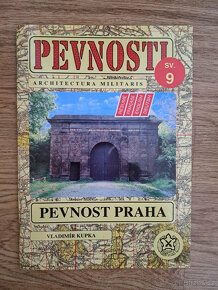 PEVNOSTI
ARCHITECTURA MILITARIS
SV.
9
PEVNOST PRAHA
VLADIMÍR KUPKA